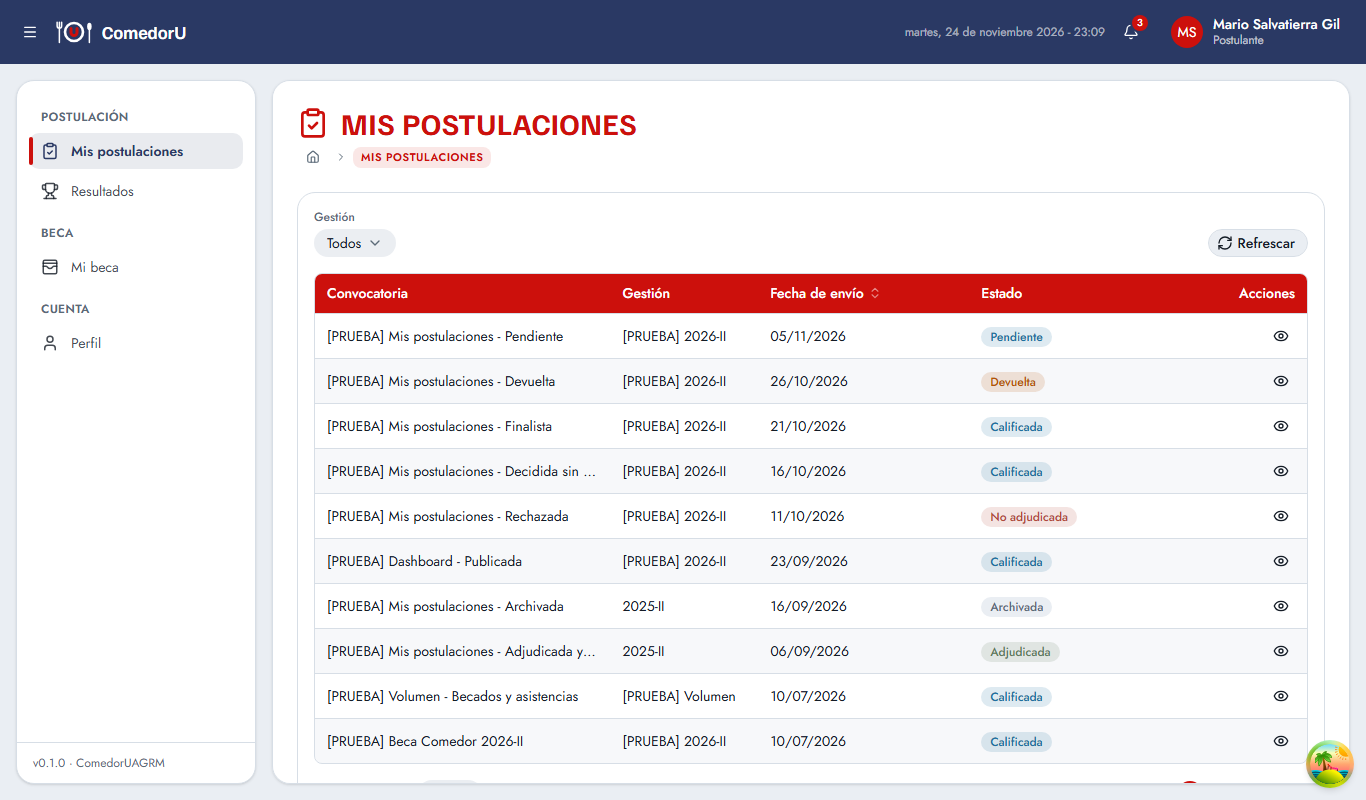 ComedorU
martes, 24 de noviembre 2026 - 23:09
3
MS
Mario Salvatierra Gil
Postulante
POSTULACIÓN
Mis postulaciones
Resultados
BECA
Mi beca
CUENTA
Perfil
v0.1.0 · ComedorUAGRM
MIS POSTULACIONES
MIS POSTULACIONES
Gestión
Todos
Refrescar
Convocatoria Gestión Fecha de envío Estado Acciones
[PRUEBA] Mis postulaciones - Pendiente [PRUEBA] 2026-II 05/11/2026 Pendiente
[PRUEBA] Mis postulaciones - Devuelta [PRUEBA] 2026-II 26/10/2026 Devuelta
[PRUEBA] Mis postulaciones - Finalista [PRUEBA] 2026-II 21/10/2026 Calificada
[PRUEBA] Mis postulaciones - Decidida sin ... [PRUEBA] 2026-II 16/10/2026 Calificada
[PRUEBA] Mis postulaciones - Rechazada [PRUEBA] 2026-II 11/10/2026 No adjudicada
[PRUEBA] Dashboard - Publicada [PRUEBA] 2026-II 23/09/2026 Calificada
[PRUEBA] Mis postulaciones - Archivada 2025-II 16/09/2026 Archivada
[PRUEBA] Mis postulaciones - Adjudicada y... 2025-II 06/09/2026 Adjudicada
[PRUEBA] Volumen - Becados y asistencias [PRUEBA] Volumen 10/07/2026 Calificada
[PRUEBA] Beca Comedor 2026-II [PRUEBA] 2026-II 10/07/2026 Calificada